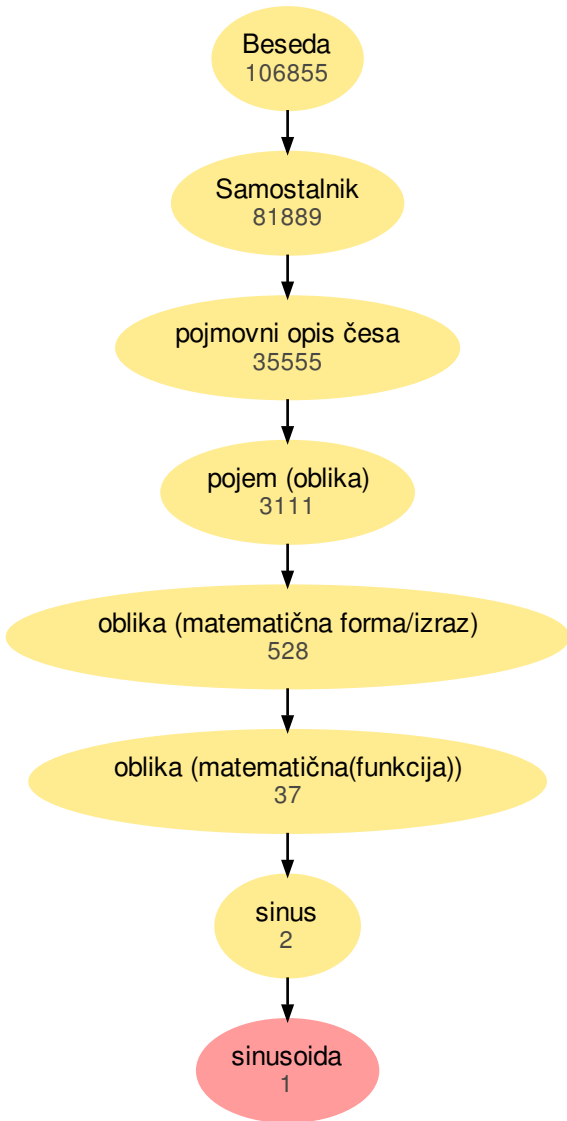 Beseda
106855
Samostalnik
81889
pojmovni opis česa
35555
pojem (oblika)
3111
oblika (matematična forma/izraz)
528
oblika (matematična(funkcija))
37
sinus
2
sinusoida
1